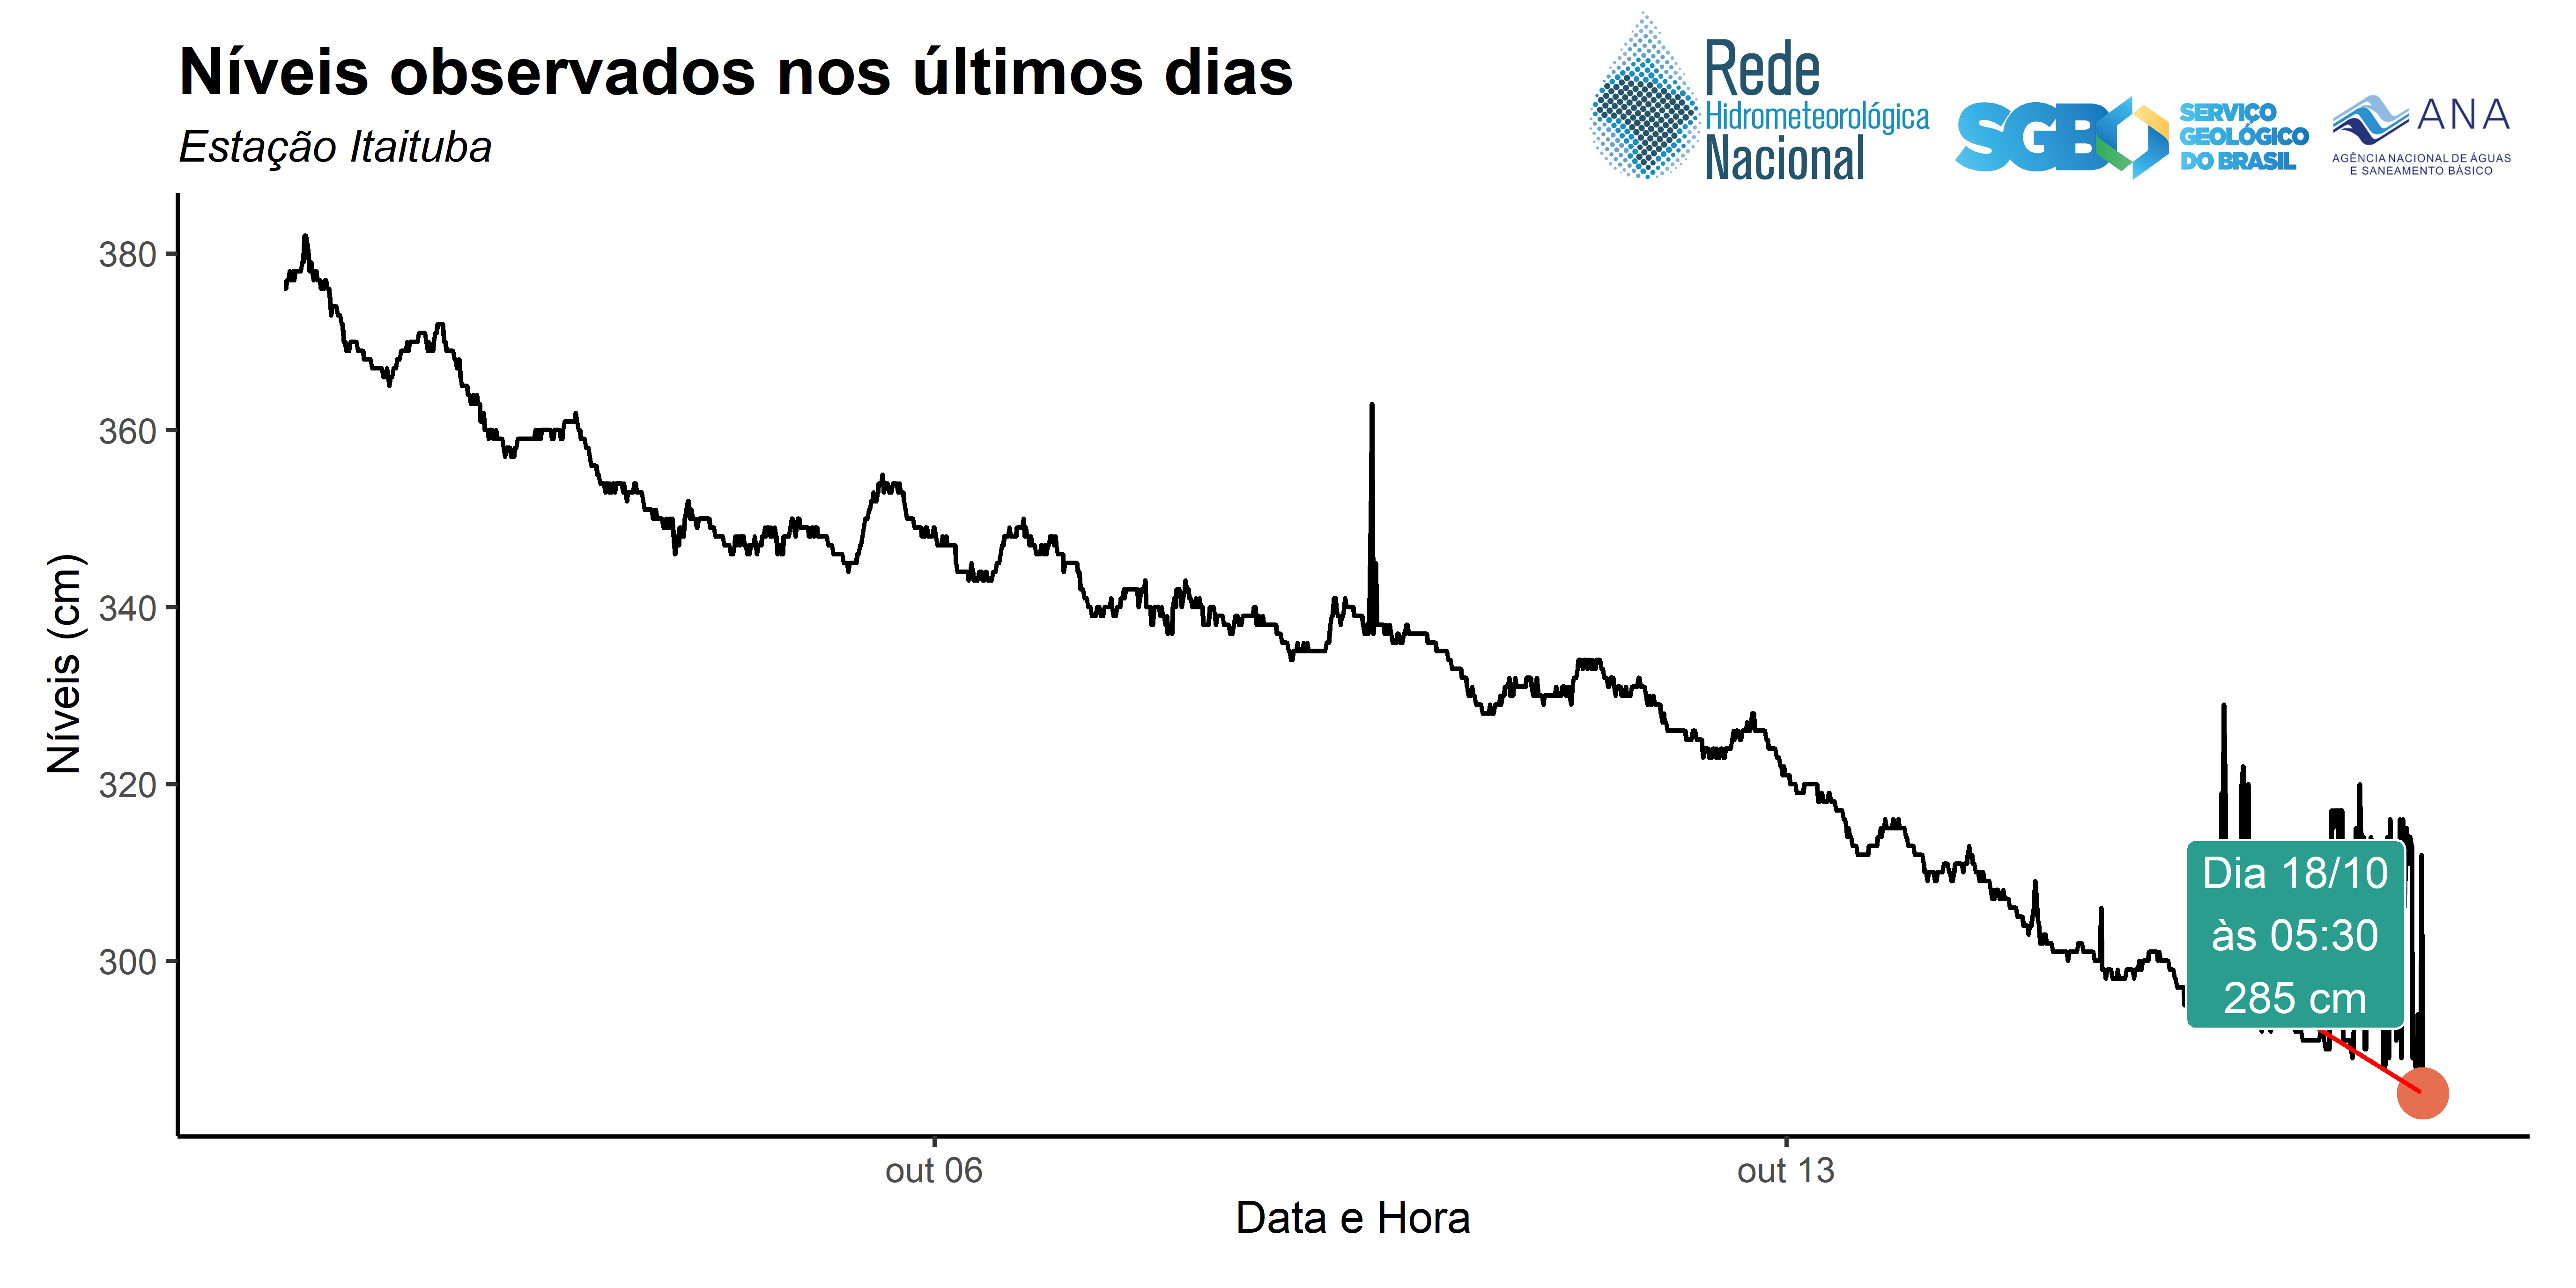 Níveis observados nos últimos dias
Estação Itaituba
Rede
Hidrometeorológica
Nacional
SGB
SERVIÇO
GEOLÓGICO
DO BRASIL
ANA
AGÊNCIA NACIONAL DE ÁGUAS
E SANEAMENTO BÁSICO
Níveis (cm)
380
360
340
320
300
Dia 18/10
às 05:30
285 cm
out 06
out 13
Data e Hora